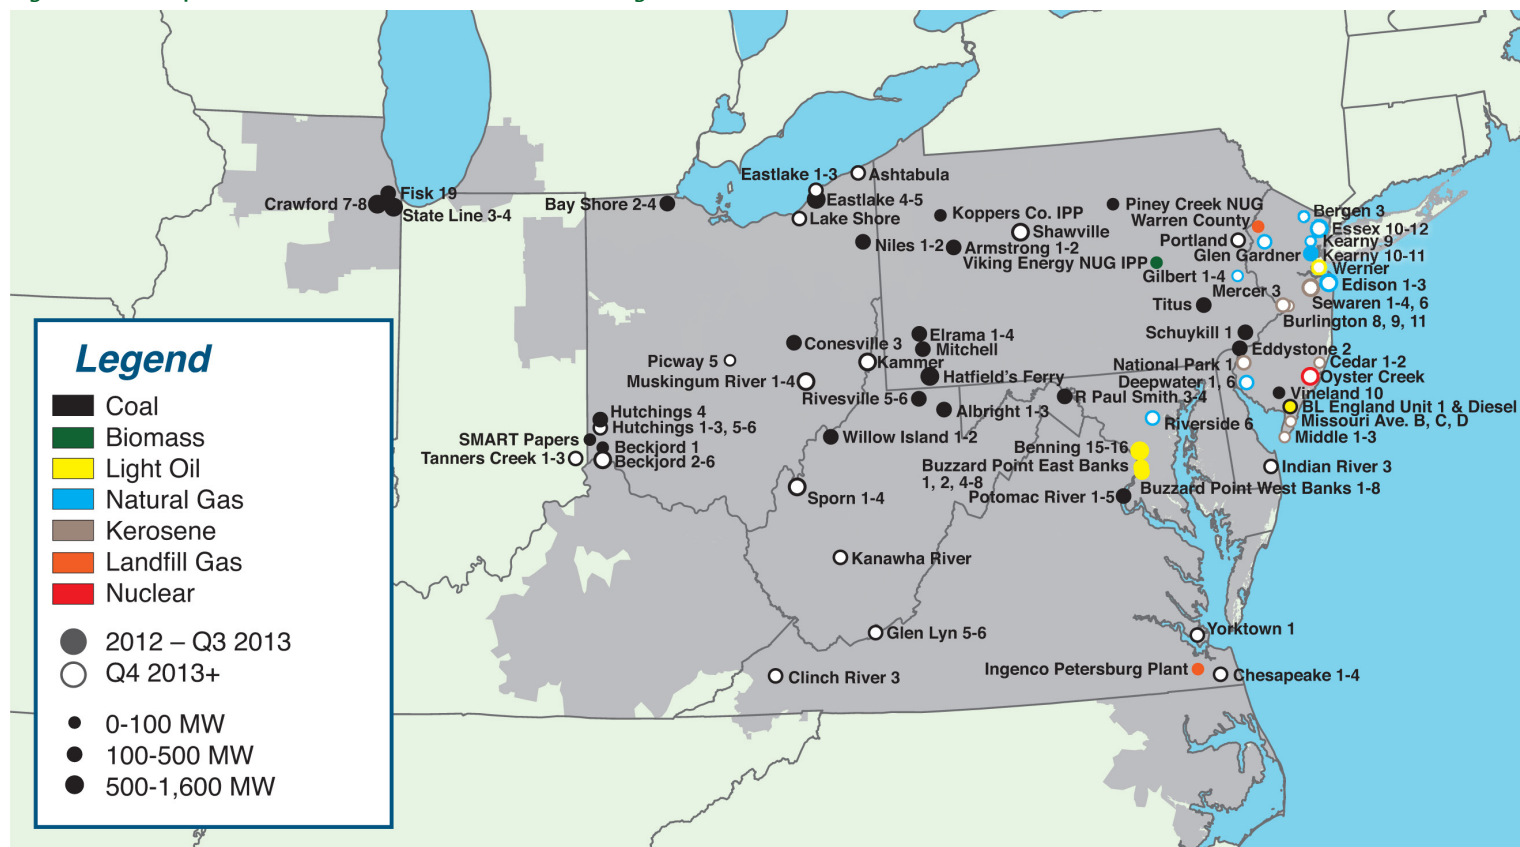 Eastlake 1-3
Ashtabula
Fisk 19
Crawford 7-8
State Line 3-4
Bay Shore 2-4
Eastlake 4-5
Lake Shore
Koppers Co. IPP
Piney Creek NUG
Bergen 3
Warren County
Essex 10-12
Shawville
Portland
Kearny 9
Niles 1-2
Armstrong 1-2
Glen Gardner
Kearny 10-11
Viking Energy NUG IPP
Werner
Gilbert 1-4
Edison 1-3
Mercer 3
Titus
Sewaren 1-4, 6
Burlington 8, 9, 11
Elrama 1-4
Schuykill 1
Conesville 3
Mitchell
Eddystone 2
Picway 5
Kammer
National Park 1
Cedar 1-2
Muskingum River 1-4
Hatfield's Ferry
Deepwater 1, 6
Oyster Creek
Rivesville 5-6
R Paul Smith 3-4
Vineland 10
Hutchings 4
Albright 1-3
BL England Unit 1 & Diesel
Hutchings 1-3, 5-6
Riverside 6
Missouri Ave. B, C, D
SMART Papers
Willow Island 1-2
Middle 1-3
Beckjord 1
Benning 15-16
Tanners Creek 1-3
Beckjord 2-6
Buzzard Point East Banks
1, 2, 4-8
Indian River 3
Sporn 1-4
Potomac River 1-5
Buzzard Point West Banks 1-8
Kanawha River
Glen Lyn 5-6
Yorktown 1
Clinch River 3
Ingenco Petersburg Plant
Chesapeake 1-4
Legend
Coal
Biomass
Light Oil
Natural Gas
Kerosene
Landfill Gas
Nuclear
2012 – Q3 2013
Q4 2013+
0-100 MW
100-500 MW
500-1,600 MW